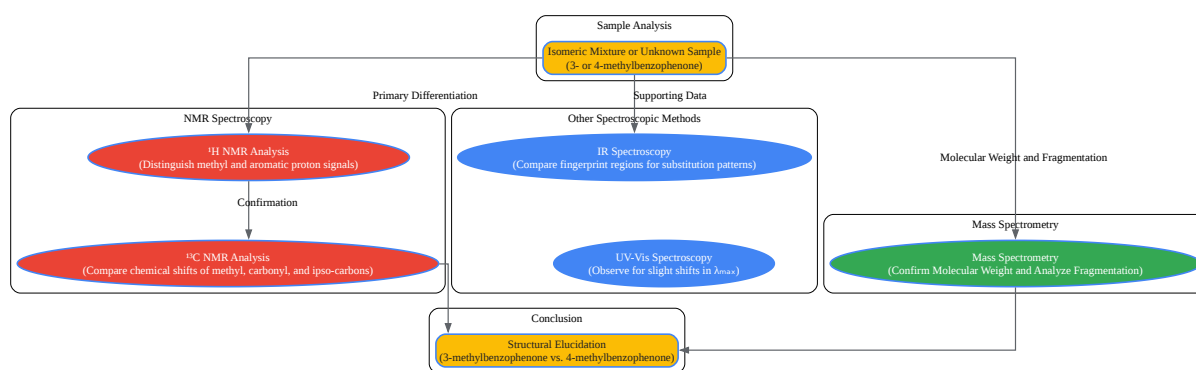 Sample Analysis
Isomeric Mixture or Unknown Sample
(3- or 4-methylbenzophenone)
Primary Differentiation
Supporting Data
NMR Spectroscopy
Other Spectroscopic Methods
¹H NMR Analysis
(Distinguish methyl and aromatic proton signals)
IR Spectroscopy
(Compare fingerprint regions for substitution patterns)
Molecular Weight and Fragmentation
Confirmation
Mass Spectrometry
¹³C NMR Analysis
(Compare chemical shifts of methyl, carbonyl, and ipso-carbons)
UV-Vis Spectroscopy
(Observe for slight shifts in λₘₐₓ)
Mass Spectrometry
(Confirm Molecular Weight and Analyze Fragmentation)
Conclusion
Structural Elucidation
(3-methylbenzophenone vs. 4-methylbenzophenone)